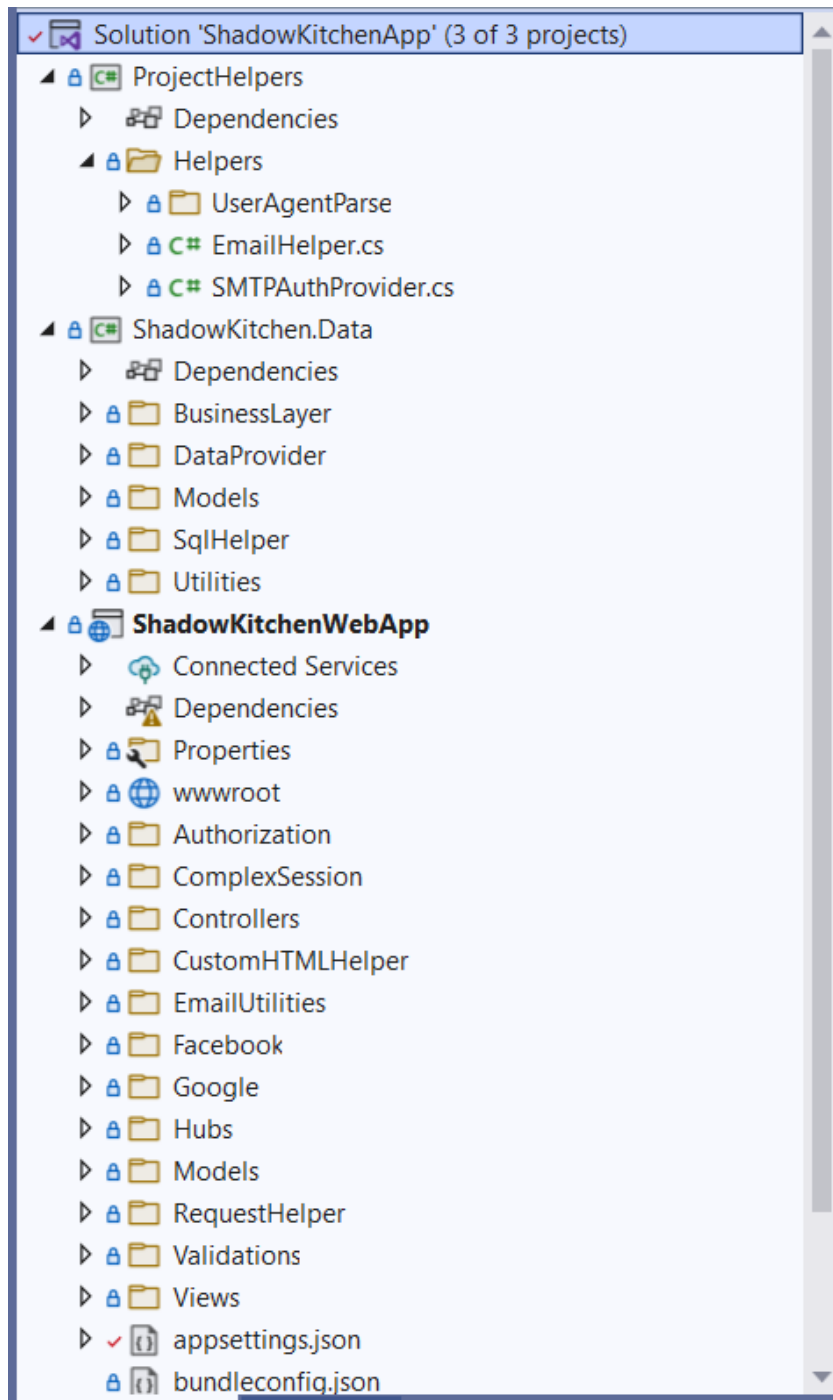 Solution 'ShadowKitchenApp' (3 of 3 projects)
C# ProjectHelpers
Dependencies
Helpers
UserAgentParse
C# EmailHelper.cs
C# SMTPAuthProvider.cs
C# ShadowKitchen.Data
Dependencies
BusinessLayer
DataProvider
Models
SqlHelper
Utilities
ShadowKitchenWebApp
Connected Services
Dependencies
Properties
wwwroot
Authorization
ComplexSession
Controllers
CustomHTMLHelper
EmailUtilities
Facebook
Google
Hubs
Models
RequestHelper
Validations
Views
appsettings.json
bundleconfig.json